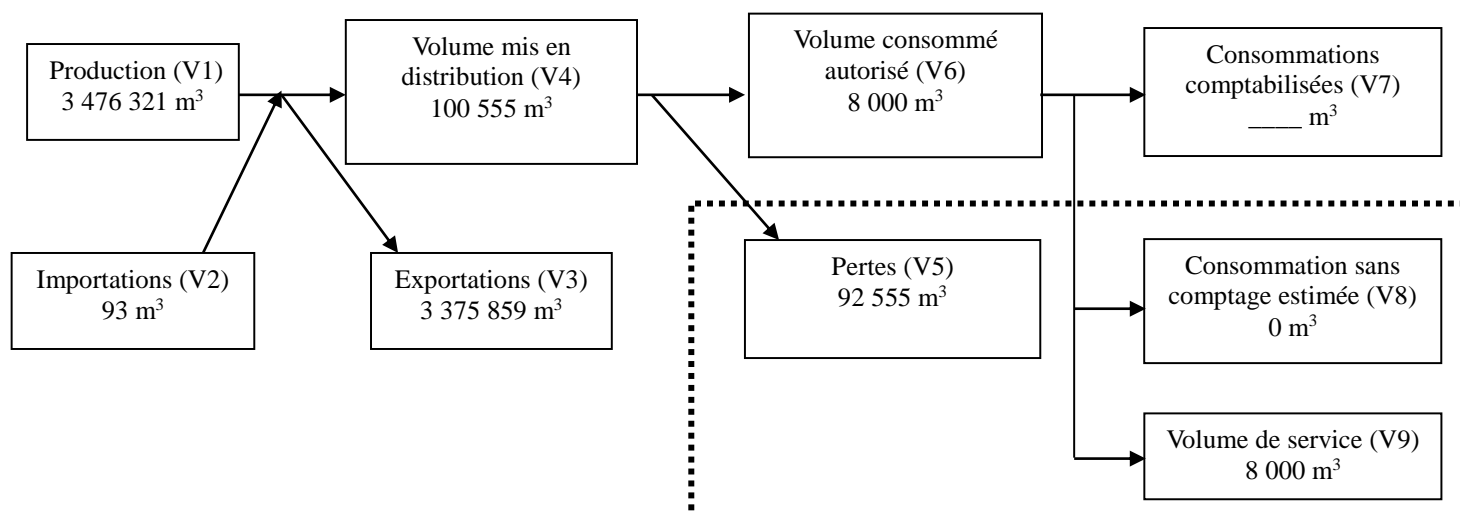 Production (V1)
3 476 321 m³
Volume mis en
distribution (V4)
100 555 m³
Volume consommé
autorisé (V6)
8 000 m³
Consommations
comptabilisées (V7)
____ m³
Importations (V2)
93 m³
Exportations (V3)
3 375 859 m³
Pertes (V5)
92 555 m³
Consommation sans
comptage estimée (V8)
0 m³
Volume de service (V9)
8 000 m³